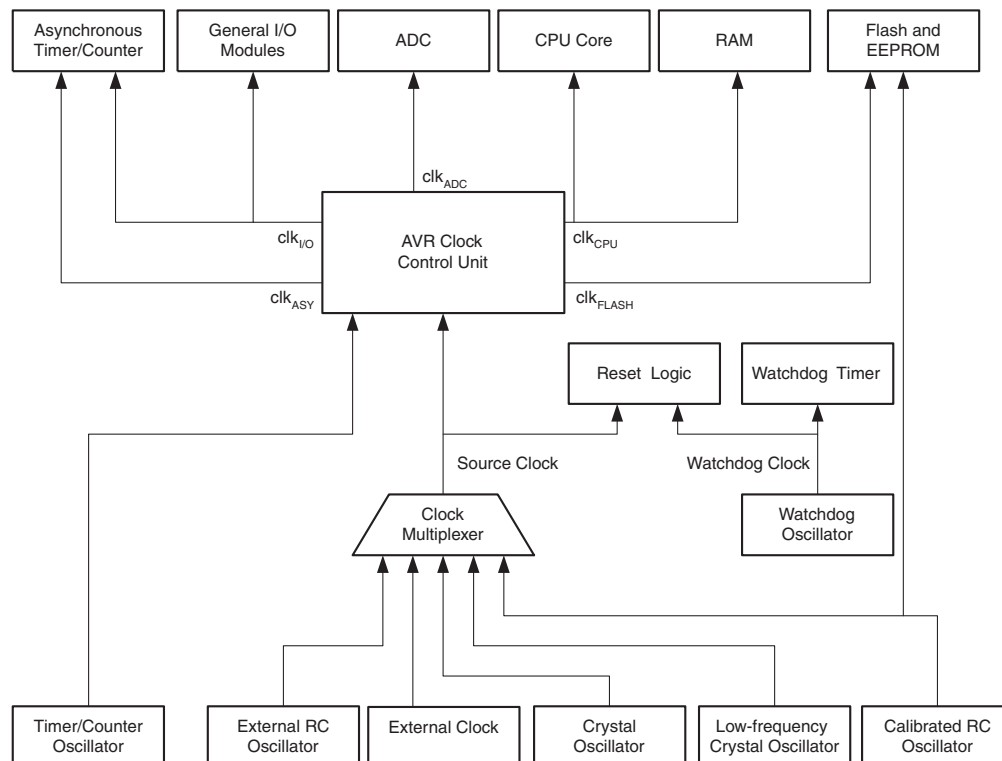 Asynchronous
Timer/Counter
General I/O
Modules
ADC
CPU Core
RAM
Flash and
EEPROM
clkADC
clkI/O
AVR Clock
Control Unit
clkCPU
clkASY
clkFLASH
Reset Logic
Watchdog Timer
Source Clock
Watchdog Clock
Clock
Multiplexer
Watchdog
Oscillator
Timer/Counter
Oscillator
External RC
Oscillator
External Clock
Crystal
Oscillator
Low-frequency
Crystal Oscillator
Calibrated RC
Oscillator